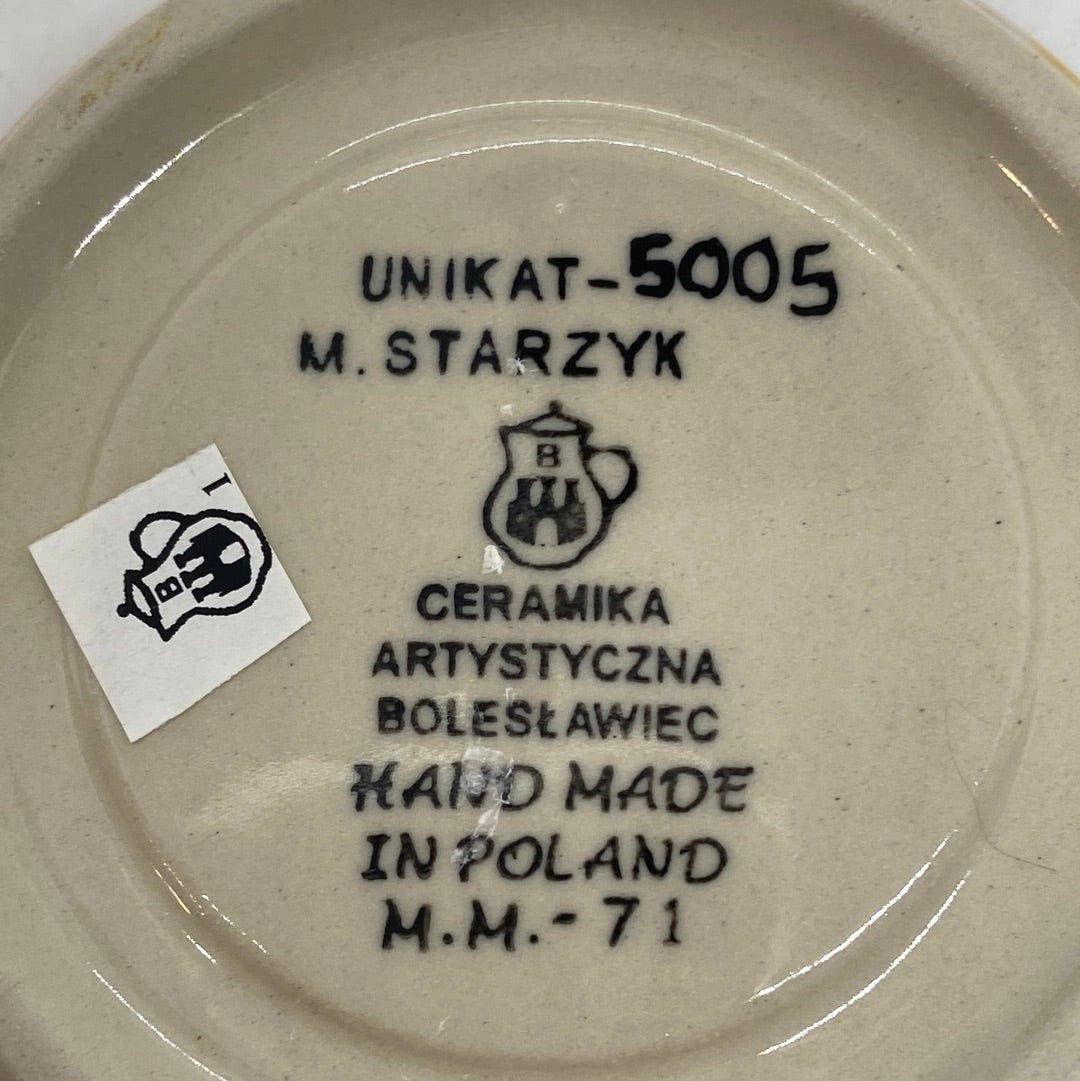 UNIKAT-5005
M. STARZYK
B
CERAMIKA
ARTYSTYCZNA
BOLESŁAWIEC
HAND MADE
IN POLAND
M.M.-71
1
B